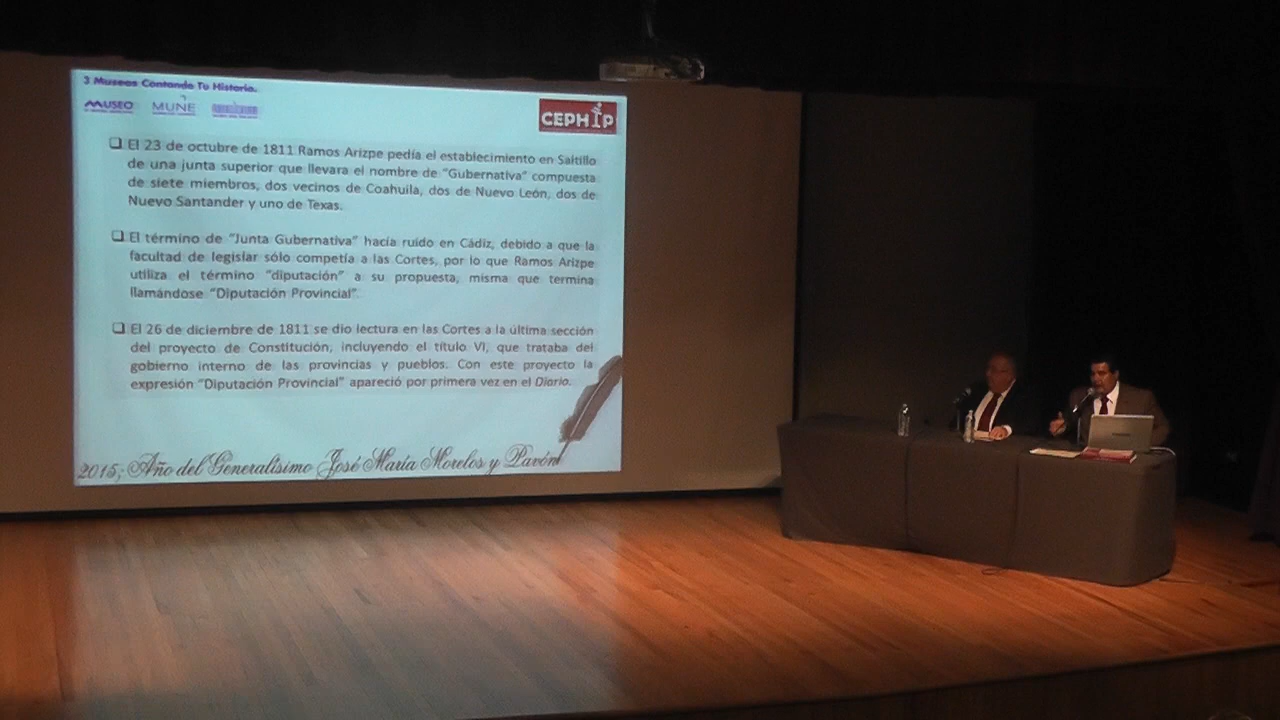 3 Museos Contando Tu Historia.
MUSEO MUNE
CEPHIP
❑ El 23 de octubre de 1811 Ramos Arizpe pedía el establecimiento en Saltillo
de una junta superior que llevara el nombre de "Gubernativa" compuesta
de siete miembros, dos vecinos de Coahuila, dos de Nuevo León, dos de
Nuevo Santander y uno de Texas.
❑ El término de "Junta Gubernativa" hacía ruido en Cádiz, debido a que la
facultad de legislar sólo competía a las Cortes, por lo que Ramos Arizpe
utiliza el término "diputación" a su propuesta, misma que termina
llamándose "Diputación Provincial".
❑ El 26 de diciembre de 1811 se dio lectura en las Cortes a la última sección
del proyecto de Constitución, incluyendo el título VI, que trataba del
gobierno interno de las provincias y pueblos. Con este proyecto la
expresión "Diputación Provincial" apareció por primera vez en el Diario.
2015; Año del Generalísimo José María Morelos y Pavón